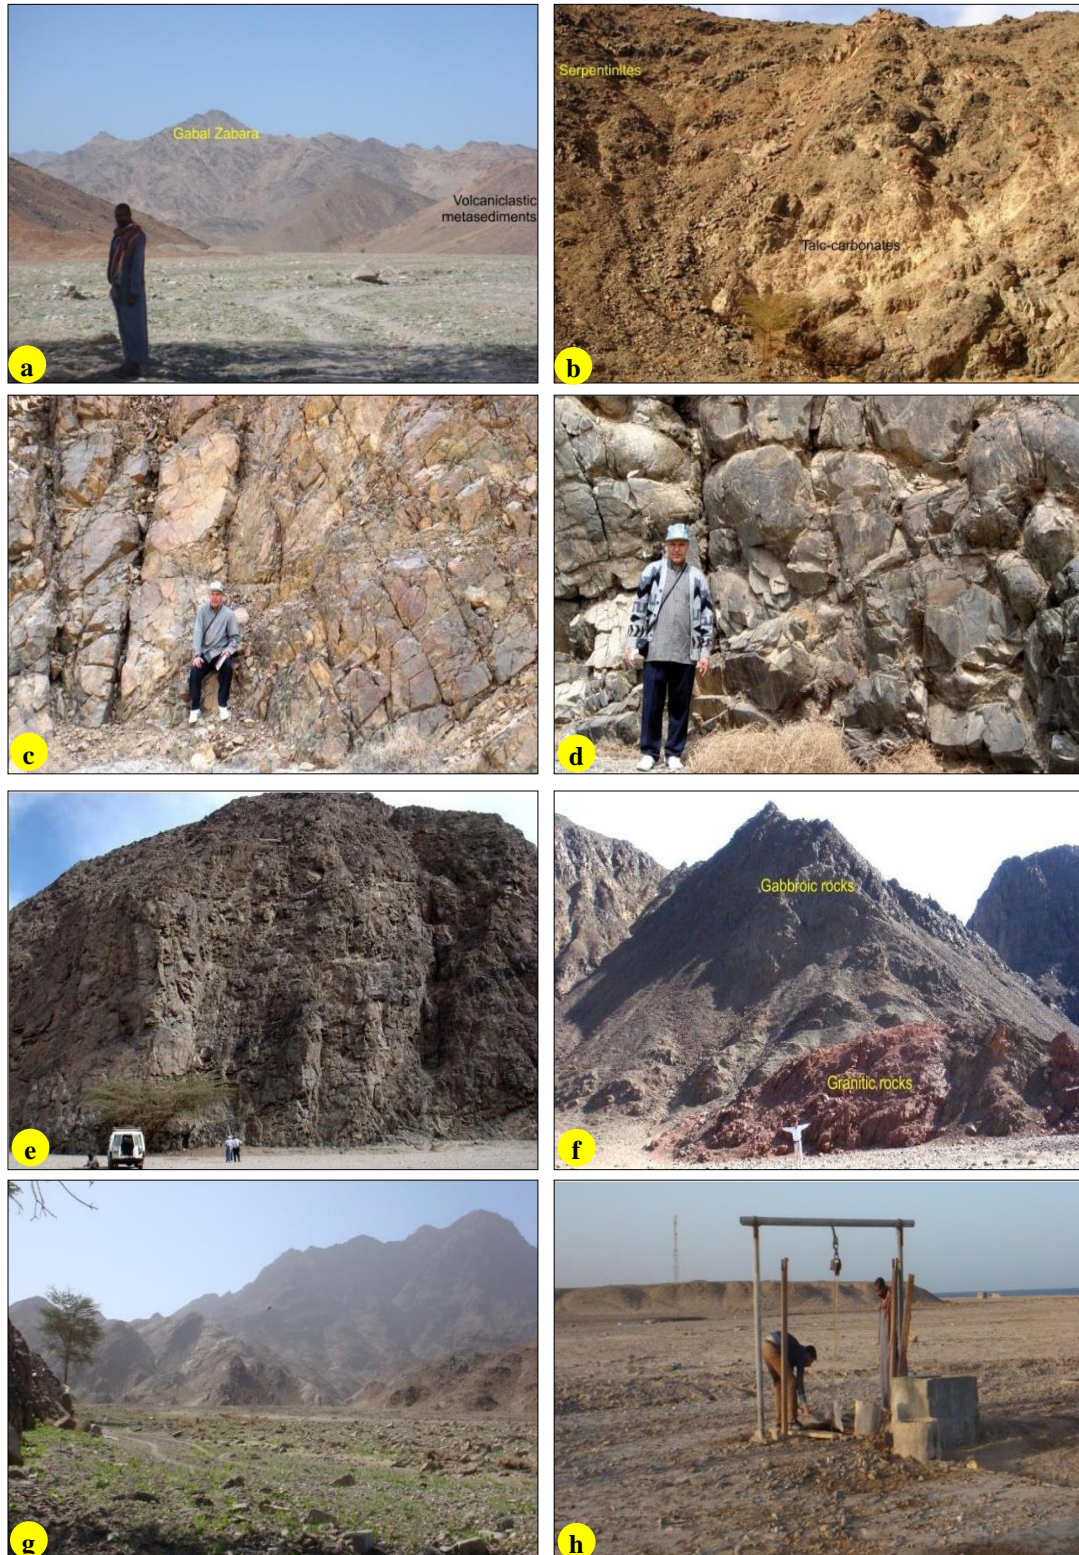 Gabal Zabara
Volcaniclastic
metasediments
a
Serpentinites
Talc-carbonates
b
c
d
e
Gabbroic rocks
Granitic rocks
f
g
h